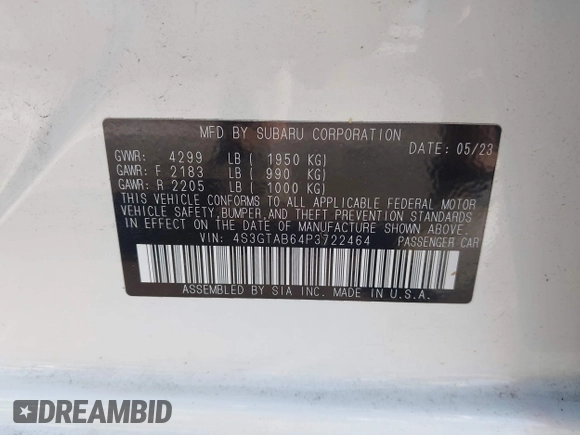 MFD BY SUBARU CORPORATION DATE: 05/23
GVWR: 4299 LB ( 1950 KG)
GAWR: F 2183 LB ( 990 KG)
GAWR: R 2205 LB ( 1000 KG)
THIS VEHICLE CONFORMS TO ALL APPLICABLE FEDERAL MOTOR
VEHICLE SAFETY,BUMPER,AND THEFT PREVENTION STANDARDS
IN EFFECT ON THE DATE OF MANUFACTURE SHOWN ABOVE.
VIN: 4S3GTAB64P3722464 PASSENGER CAR
ASSEMBLED BY SIA INC. MADE IN U.S.A.
DREAMBID